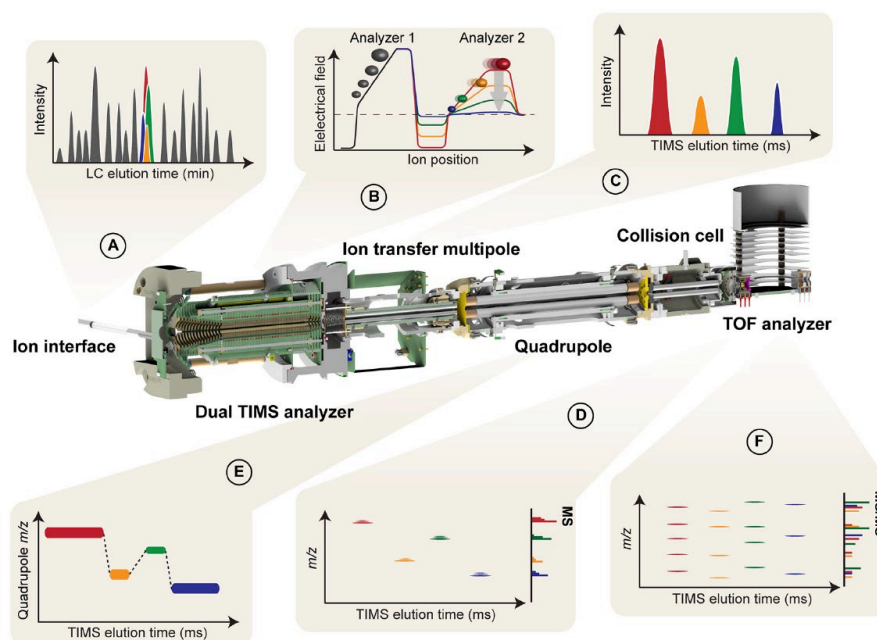 Intensity
LC elution time (min)
Analyzer 1
Analyzer 2
Elelectrical field
Ion position
Intensity
TIMS elution time (ms)
A
B
C
Ion interface
Dual TIMS analyzer
Ion transfer multipole
Quadrupole
Collision cell
TOF analyzer
D
E
F
Quadrupole m/z
TIMS elution time (ms)
m/z
MS
TIMS elution time (ms)
m/z
TIMS elution time (ms)